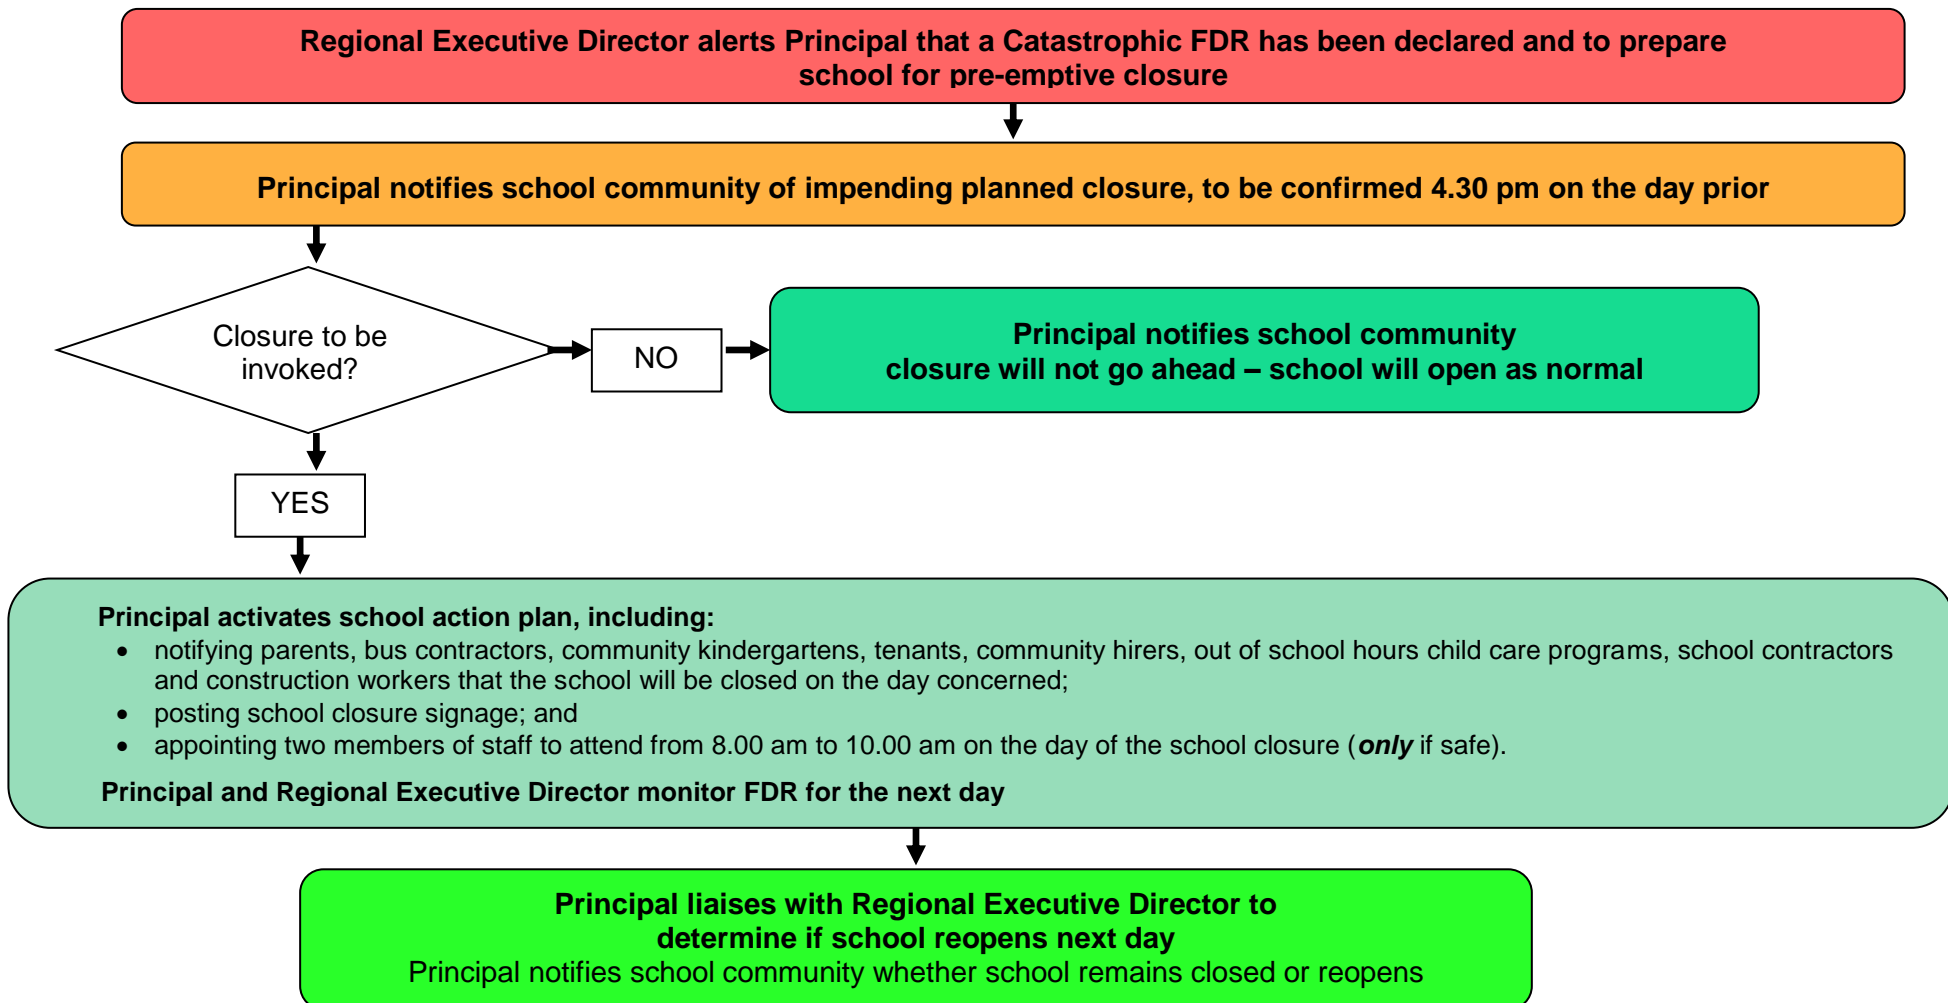 Regional Executive Director alerts Principal that a Catastrophic FDR has been declared and to prepare
school for pre-emptive closure
Principal notifies school community of impending planned closure, to be confirmed 4.30 pm on the day prior
Closure to be
invoked?
NO
Principal notifies school community
closure will not go ahead – school will open as normal
YES
Principal activates school action plan, including:
• notifying parents, bus contractors, community kindergartens, tenants, community hirers, out of school hours child care programs, school contractors
and construction workers that the school will be closed on the day concerned;
• posting school closure signage; and
• appointing two members of staff to attend from 8.00 am to 10.00 am on the day of the school closure (only if safe).
Principal and Regional Executive Director monitor FDR for the next day
Principal liaises with Regional Executive Director to
determine if school reopens next day
Principal notifies school community whether school remains closed or reopens